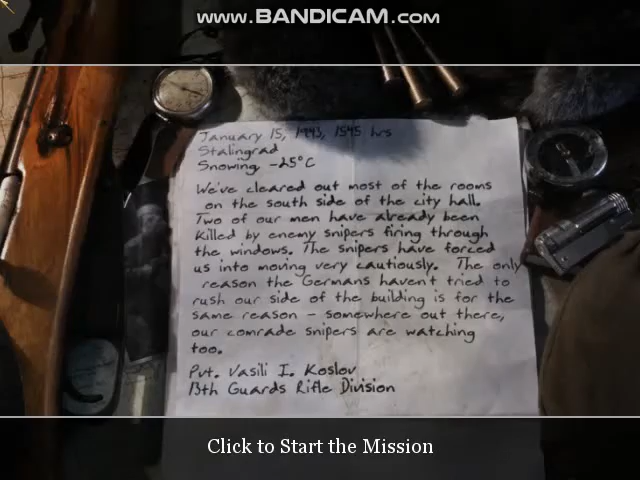 www.BANDICAM.com
January 15, 1943, 1545 hrs
Stalingrad
Snowing, -25°C
We've cleared out most of the rooms
on the south side of the city hall.
Two of our men have already been
killed by enemy snipers firing through
the windows. The snipers have forced
us into moving very cautiously. The only
reason the Germans haven't tried to
rush our side of the building is for the
same reason - somewhere out there,
our comrade snipers are watching
too.
Pvt. Vasili I. Koslov
13th Guards Rifle Division
Click to Start the Mission